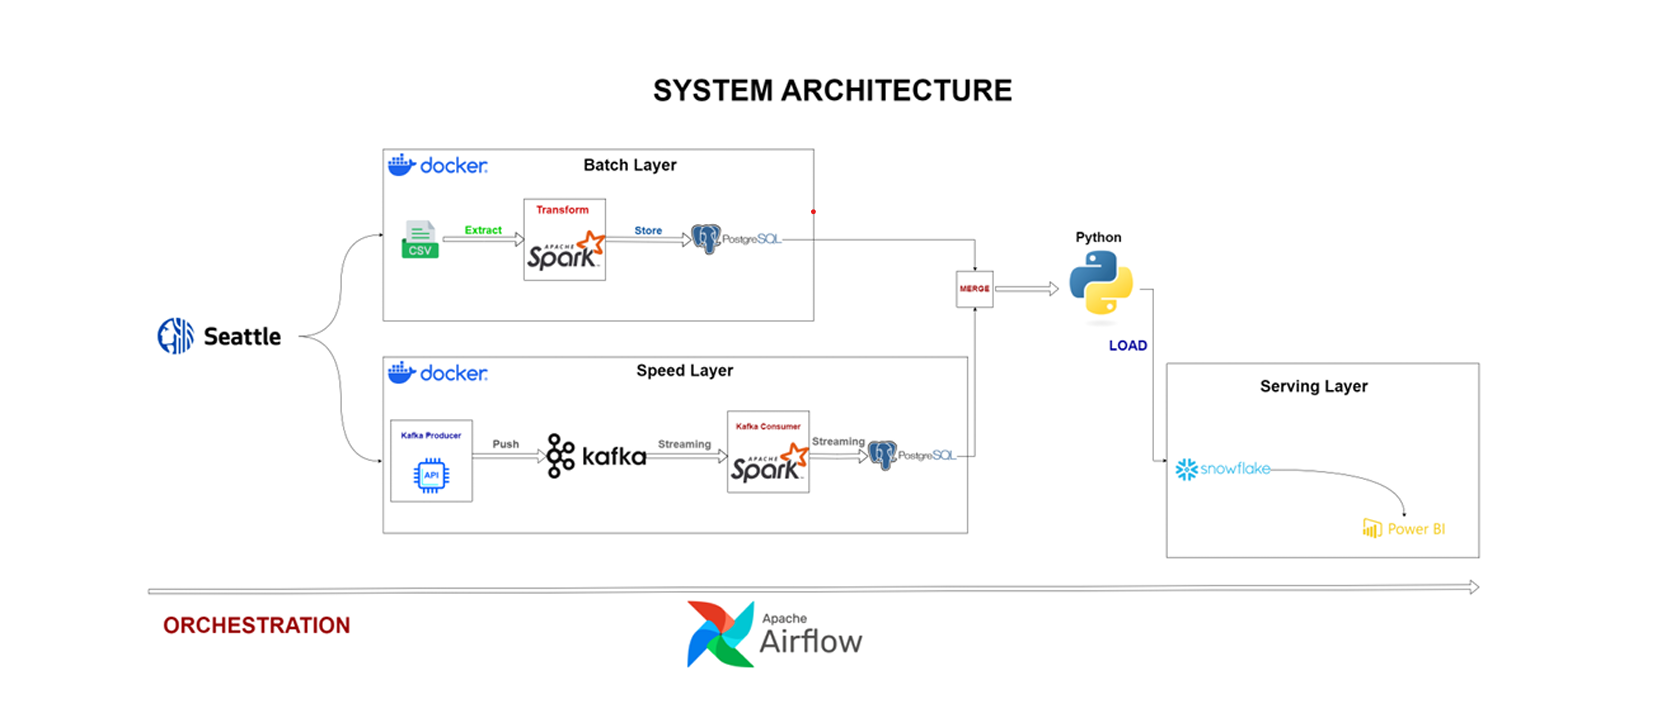 SYSTEM ARCHITECTURE
docker
Batch Layer
CSV
Extract
Transform
APACHE
Spark
Store
PostgreSQL
Seattle
MERGE
Python
LOAD
docker
Speed Layer
Kafka Producer
API
Push
kafka
Streaming
Kafka Consumer
APACHE
Spark
Streaming
PostgreSQL
Serving Layer
snowflake
Power BI
ORCHESTRATION
Apache
Airflow